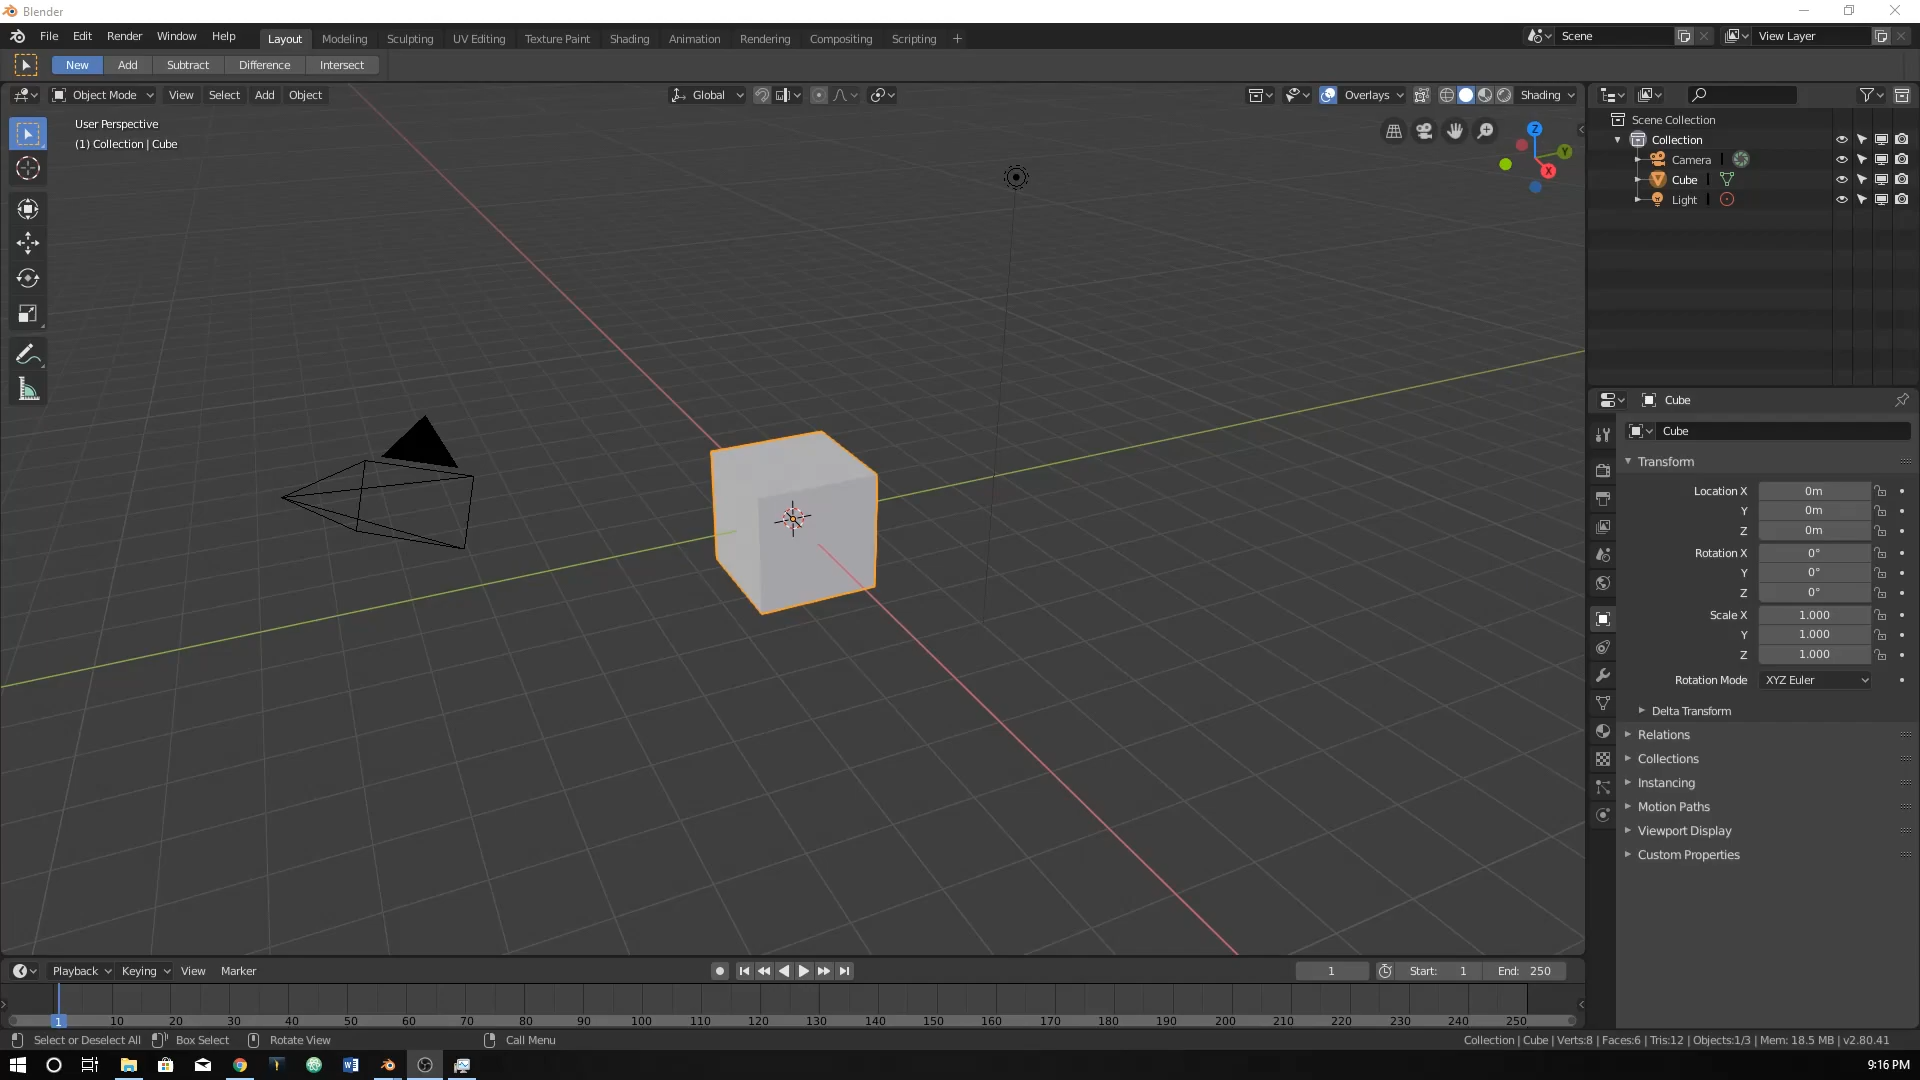 Blender
File Edit Render Window Help Layout Modeling Sculpting UV Editing Texture Paint Shading Animation Rendering Compositing Scripting + Scene View Layer
New Add Subtract Difference Intersect
Object Mode View Select Add Object Global Overlays Shading
User Perspective
(1) Collection | Cube
Z
Y
X
Scene Collection
Collection
Camera
Cube
Light
Cube
Cube
Transform
Location X 0m
Y 0m
Z 0m
Rotation X 0°
Y 0°
Z 0°
Scale X 1.000
Y 1.000
Z 1.000
Rotation Mode XYZ Euler
Delta Transform
Relations
Collections
Instancing
Motion Paths
Viewport Display
Custom Properties
Playback Keying View Marker 1 Start: 1 End: 250
1 10 20 30 40 50 60 70 80 90 100 110 120 130 140 150 160 170 180 190 200 210 220 230 240 250
Select or Deselect All Box Select Rotate View Call Menu Collection | Cube | Verts:8 | Faces:6 | Tris:12 | Objects:1/3 | Mem: 18.5 MB | v2.80.41
9:16 PM